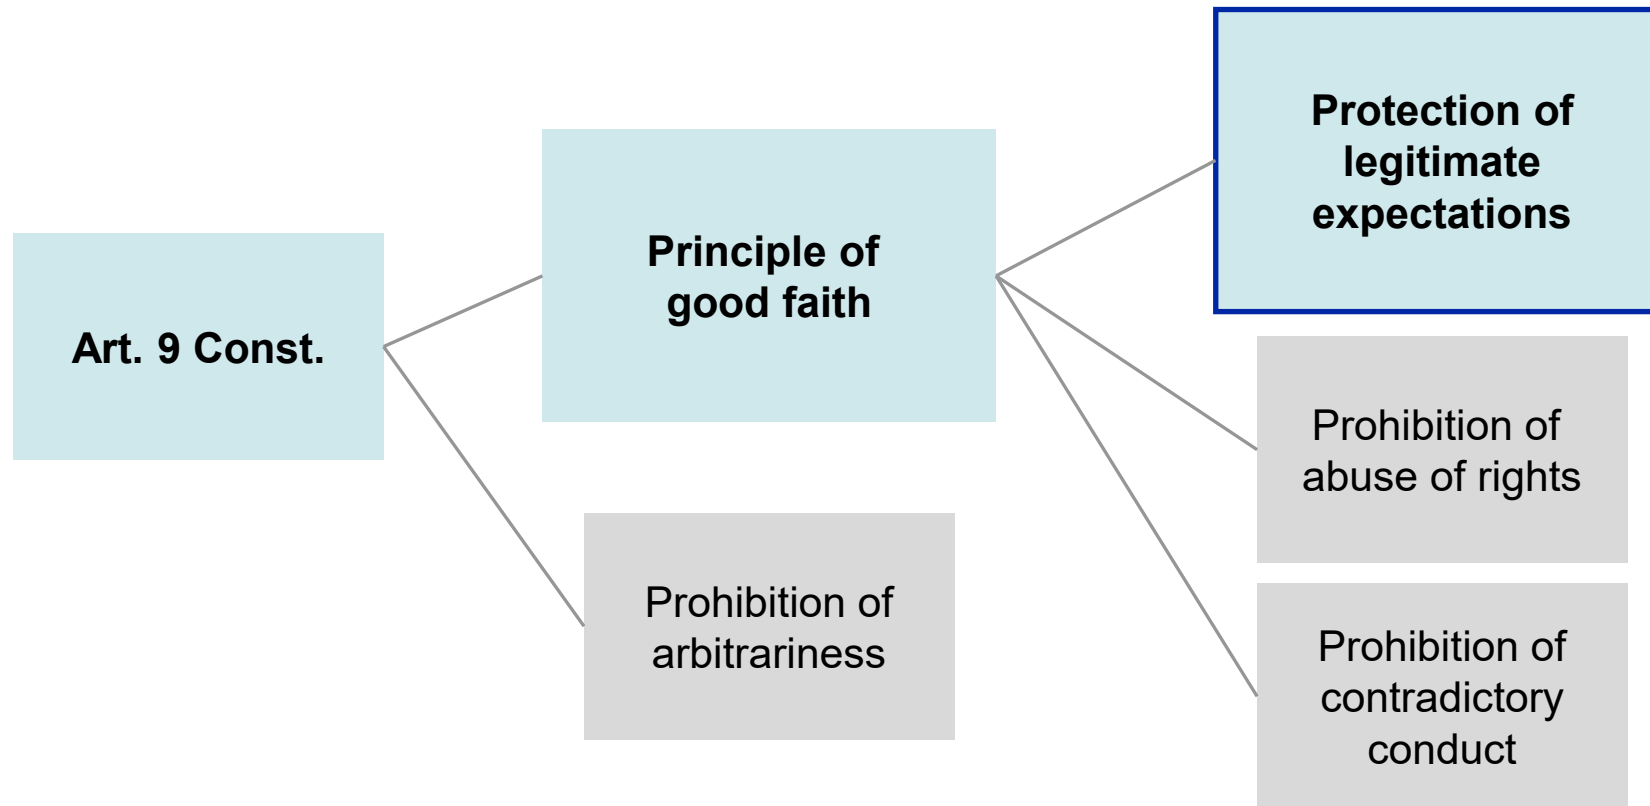 Art. 9 Const.
Principle of
good faith
Prohibition of
arbitrariness
Protection of
legitimate
expectations
Prohibition of
abuse of rights
Prohibition of
contradictory
conduct